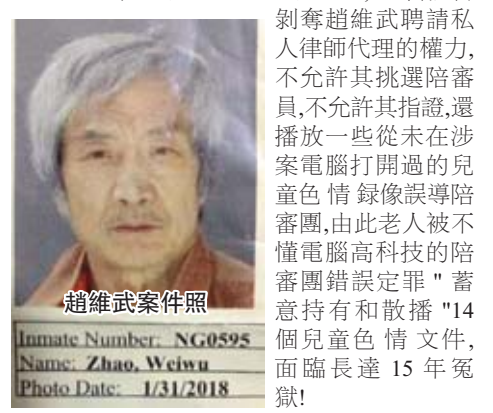 剝奪趙維武聘請私
人律師代理的權力,
不允許其挑選陪審
員,不允許其指證,還
播放一些從未在涉
案電腦打開過的兒
童色 情 録像誤導陪
審團,由此老人被不
懂電腦高科技的陪
審團錯誤定罪 " 蓄
意持有和散播 "14
個兒童色 情 文件,
面臨長達 15 年冤
獄!
趙維武案件照
Inmate Number: NG0595
Name: Zhao, Weiwu
Photo Date: 1/31/2018